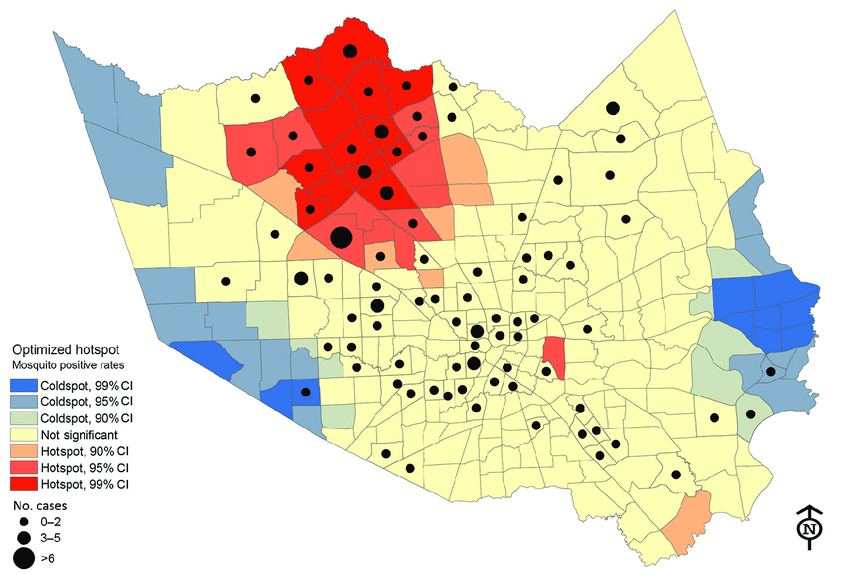 Optimized hotspot
Mosquito positive rates
Coldspot, 99% CI
Coldspot, 95% CI
Coldspot, 90% CI
Not significant
Hotspot, 90% CI
Hotspot, 95% CI
Hotspot, 99% CI
No. cases
0–2
3–5
>6
N